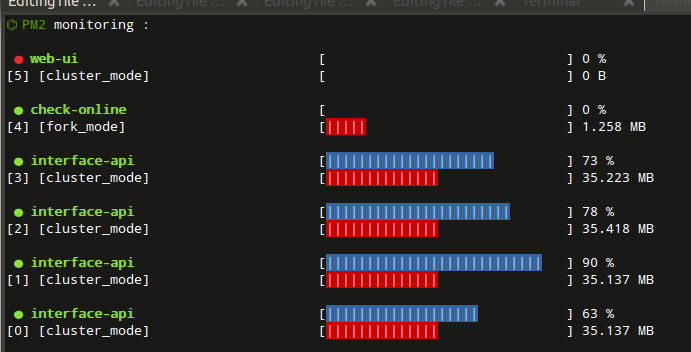 Editing file ... Editing file ... Editing file ... Editing file ... Terminal
PM2 monitoring :
● web-ui [ ] 0 %
[5] [cluster_mode] [ ] 0 B
● check-online [ ] 0 %
[4] [fork_mode] [||||| ] 1.258 MB
● interface-api [||||||||||||||||||||| ] 73 %
[3] [cluster_mode] [|||||||||||||| ] 35.223 MB
● interface-api [||||||||||||||||||||||| ] 78 %
[2] [cluster_mode] [|||||||||||||| ] 35.418 MB
● interface-api [||||||||||||||||||||||||||| ] 90 %
[1] [cluster_mode] [|||||||||||||| ] 35.137 MB
● interface-api [||||||||||||||||||| ] 63 %
[0] [cluster_mode] [|||||||||||||| ] 35.137 MB